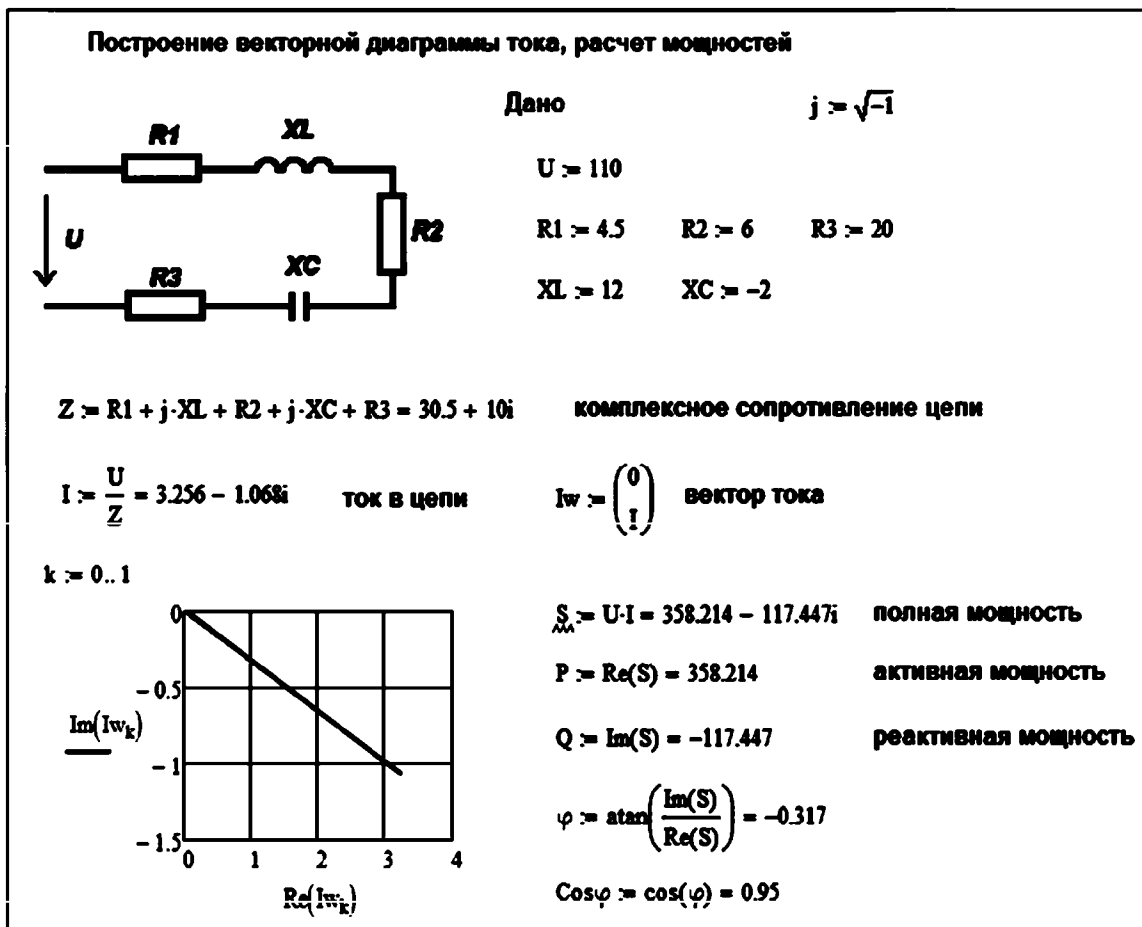 Построение векторной диаграммы тока, расчет мощностей
Дано
j := √−1
R1
XL
U := 110
U
R2
R1 := 4.5 R2 := 6 R3 := 20
R3
XC
XL := 12 XC := −2
Z := R1 + j·XL + R2 + j·XC + R3 = 30.5 + 10i комплексное сопротивление цепи
I := U/Z = 3.256 − 1.068i ток в цепи
Iw := (0 I) вектор тока
k := 0.. 1
S := U·I = 358.214 − 117.447i полная мощность
P := Re(S) = 358.214 активная мощность
Q := Im(S) = −117.447 реактивная мощность
φ := atan(Im(S)/Re(S)) = −0.317
Cosφ := cos(φ) = 0.95
0
− 0.5
Im(Iwk)
− 1
− 1.5
0 1 2 3 4
Re(Iwk)